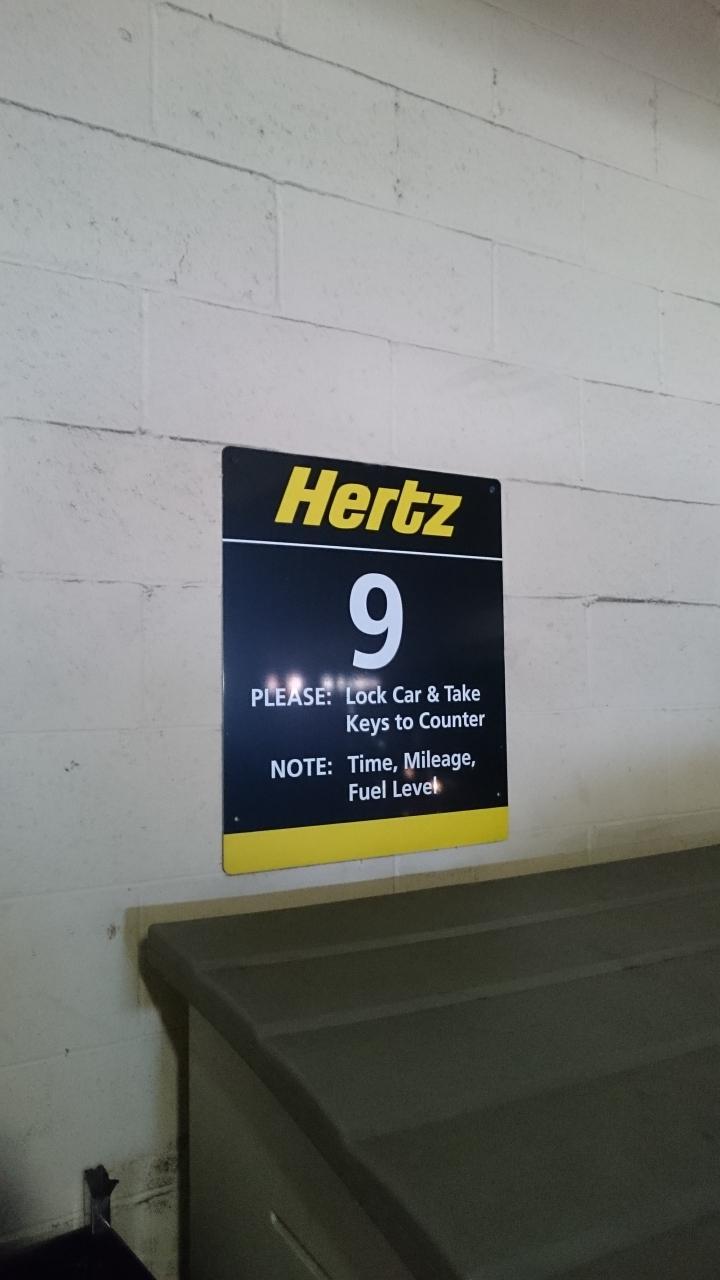 Hertz
9
PLEASE: Lock Car & Take
Keys to Counter
NOTE: Time, Mileage,
Fuel Level